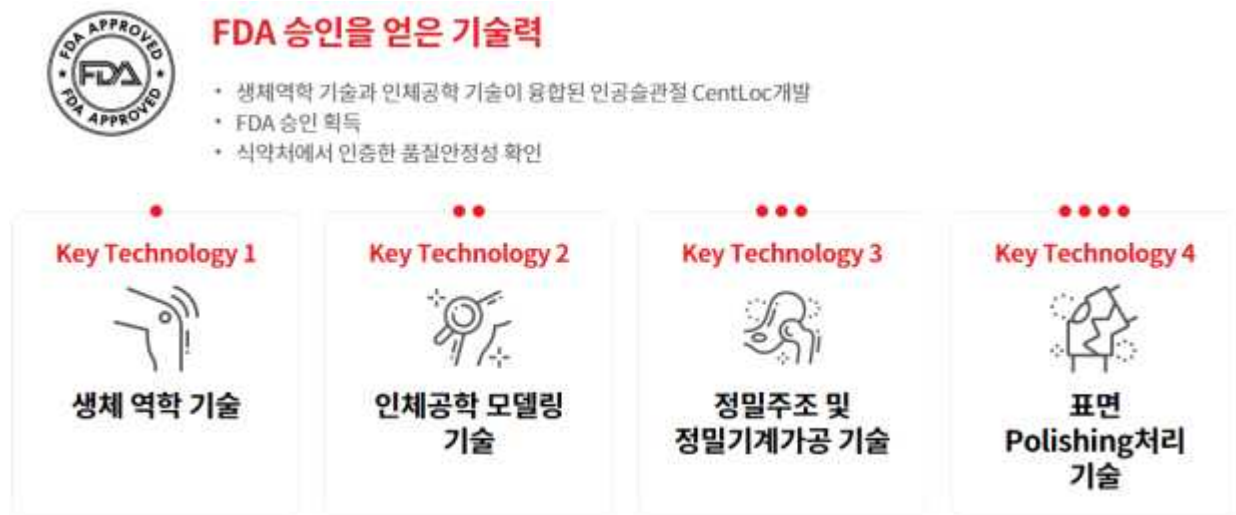 FDA APPROVED
FDA
FDA APPROVED
FDA 승인을 얻은 기술력
• 생체역학 기술과 인체공학 기술이 융합된 인공슬관절 CentLoc개발
• FDA 승인 획득
• 식약처에서 인증한 품질안정성 확인
Key Technology 1
생체 역학 기술
Key Technology 2
인체공학 모델링
기술
Key Technology 3
정밀주조 및
정밀기계가공 기술
Key Technology 4
표면
Polishing처리
기술